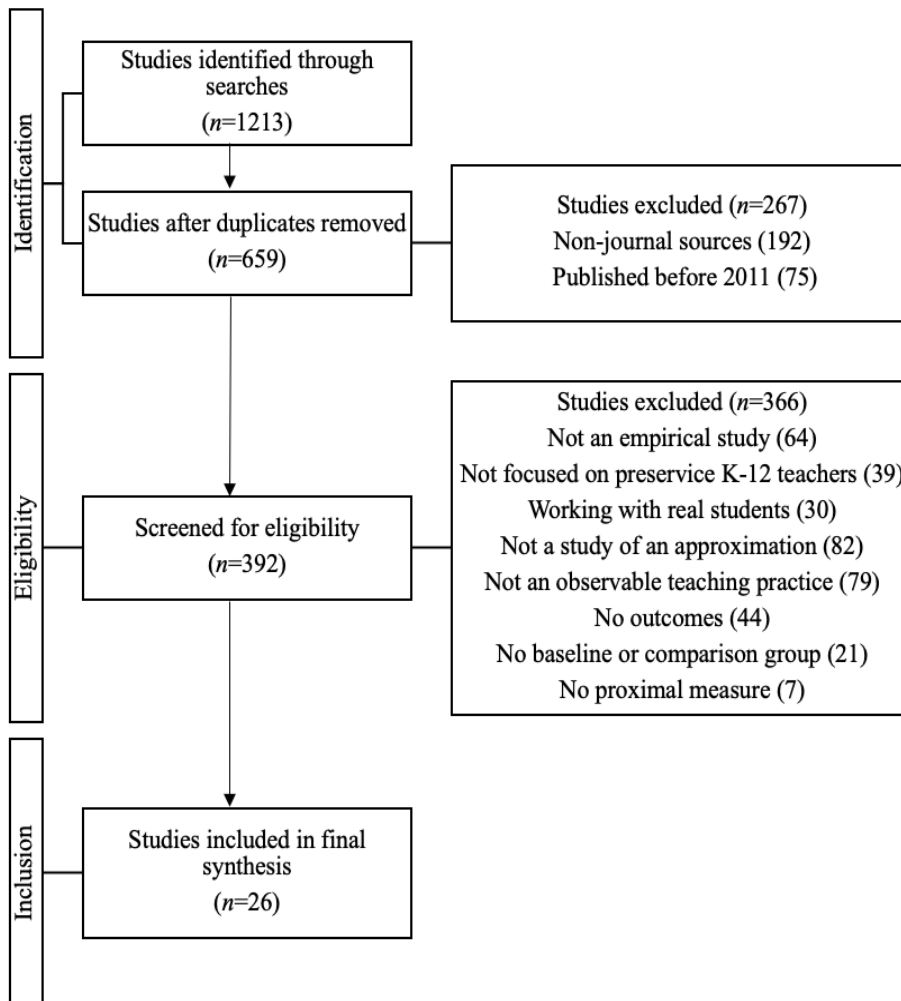 Identification
Studies identified through
searches
(n=1213)
Studies after duplicates removed
(n=659)
Studies excluded (n=267)
Non-journal sources (192)
Published before 2011 (75)
Eligibility
Screened for eligibility
(n=392)
Studies excluded (n=366)
Not an empirical study (64)
Not focused on preservice K-12 teachers (39)
Working with real students (30)
Not a study of an approximation (82)
Not an observable teaching practice (79)
No outcomes (44)
No baseline or comparison group (21)
No proximal measure (7)
Inclusion
Studies included in final
synthesis
(n=26)